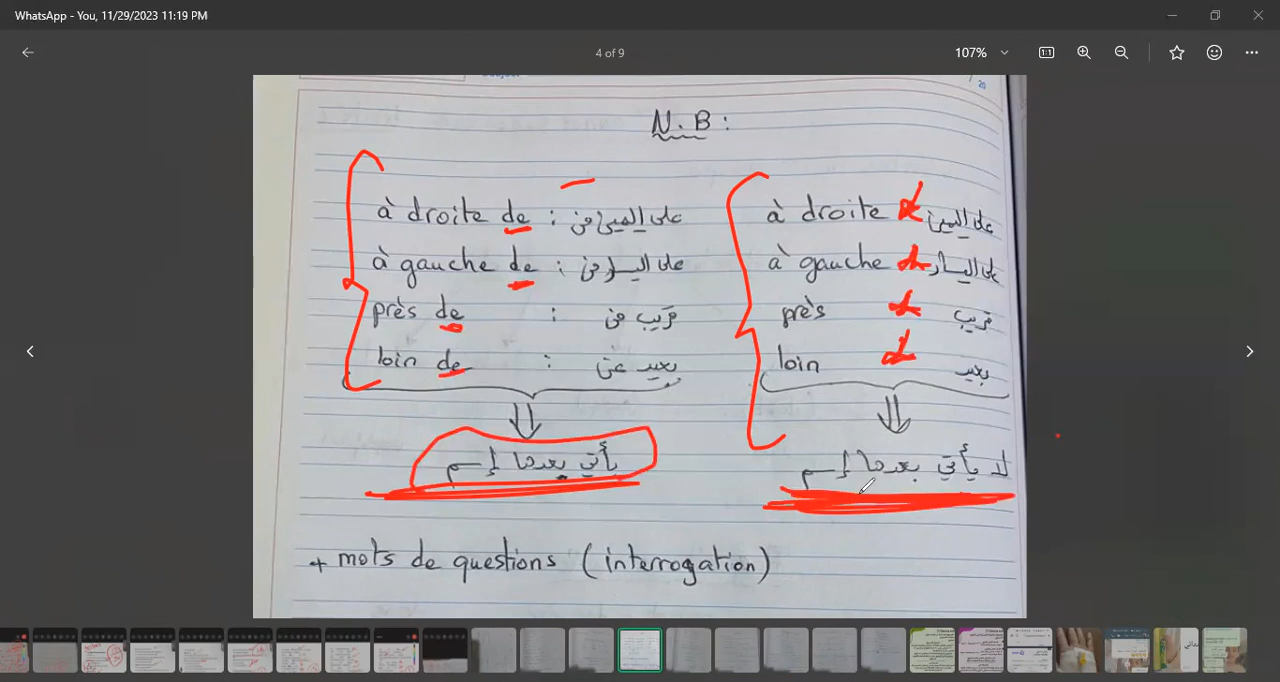 WhatsApp - You, 11/29/2023 11:19 PM
4 of 9
107%
N.B :
à droite de : على اليمين من
à gauche de : على اليسار من
près de : قريب من
loin de : بعيد عن
يأتي بعدها إسم
à droite على اليمين
à gauche على اليسار
près قريب
loin بعيد
لا يأتي بعدها إسم
+ mots de questions (interrogation)